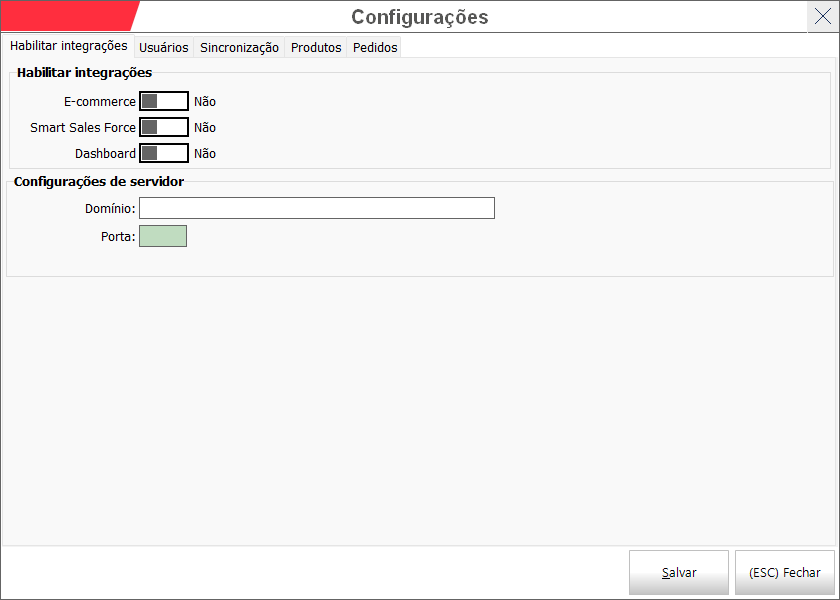 Configurações
Habilitar integrações Usuários Sincronização Produtos Pedidos
Habilitar integrações
E-commerce Não
Smart Sales Force Não
Dashboard Não
Configurações de servidor
Domínio:
Porta:
Salvar (ESC) Fechar